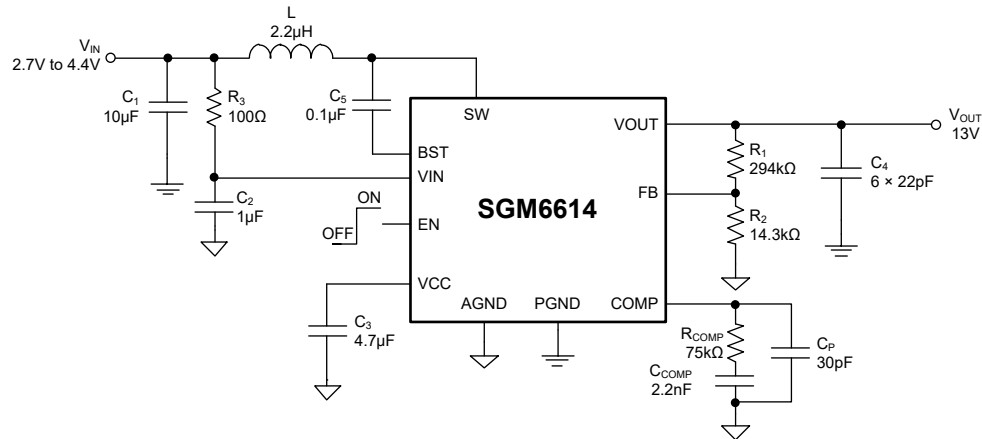 L
2.2µH
VIN
2.7V to 4.4V
C1
10µF
R3
100Ω
C5
0.1µF
SW
BST
VIN
C2
1µF
ON
OFF
EN
VCC
C3
4.7µF
SGM6614
AGND
PGND
COMP
VOUT
FB
R1
294kΩ
R2
14.3kΩ
C4
6 × 22pF
VOUT
13V
RCOMP
75kΩ
CCOMP
2.2nF
CP
30pF